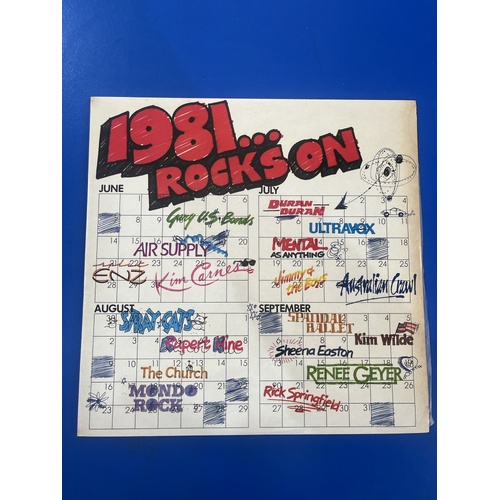 1981...
ROCKS ON
JUNE
JULY
Gary U.S. Bonds
DURAN
DURAN
ULTRAVOX
AIR SUPPLY
MENTAL
AS ANYTHING
SPLIT
ENZ
Kim Carnes
Jimmy &
the Boys
Australian Crawl
AUGUST
SEPTEMBER
STRAY CATS
SPANDAU
BALLET
Kim Wilde
Rupert Hine
Sheena Easton
The Church
RENEÉ GEYER
MONDO
ROCK
Rick Springfield